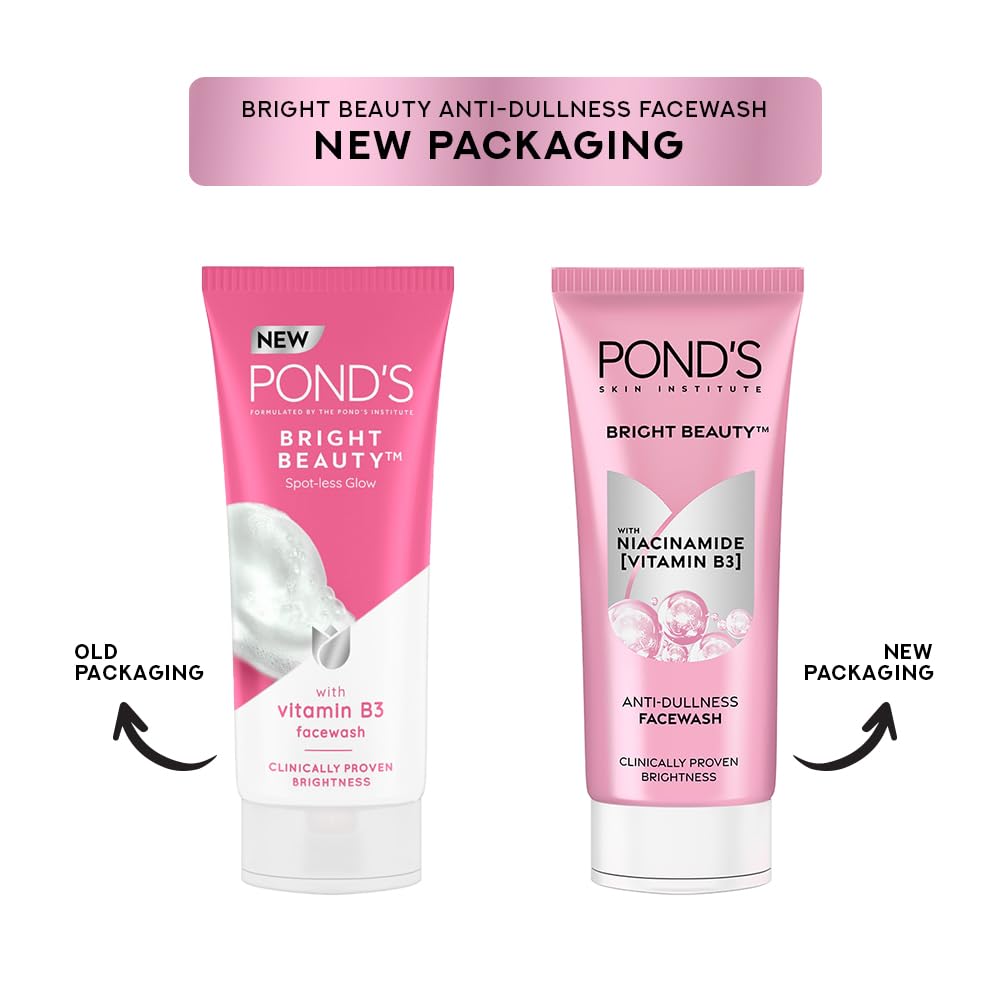 BRIGHT BEAUTY ANTI-DULLNESS FACEWASH
NEW PACKAGING
NEW
POND'S
FORMULATED BY THE POND'S INSTITUTE
BRIGHT
BEAUTY™
Spot-less Glow
with
vitamin B3
facewash
CLINICALLY PROVEN
BRIGHTNESS
OLD
PACKAGING
POND'S
SKIN INSTITUTE
BRIGHT BEAUTY™
WITH
NIACINAMIDE
[VITAMIN B3]
ANTI-DULLNESS
FACEWASH
CLINICALLY PROVEN
BRIGHTNESS
NEW
PACKAGING